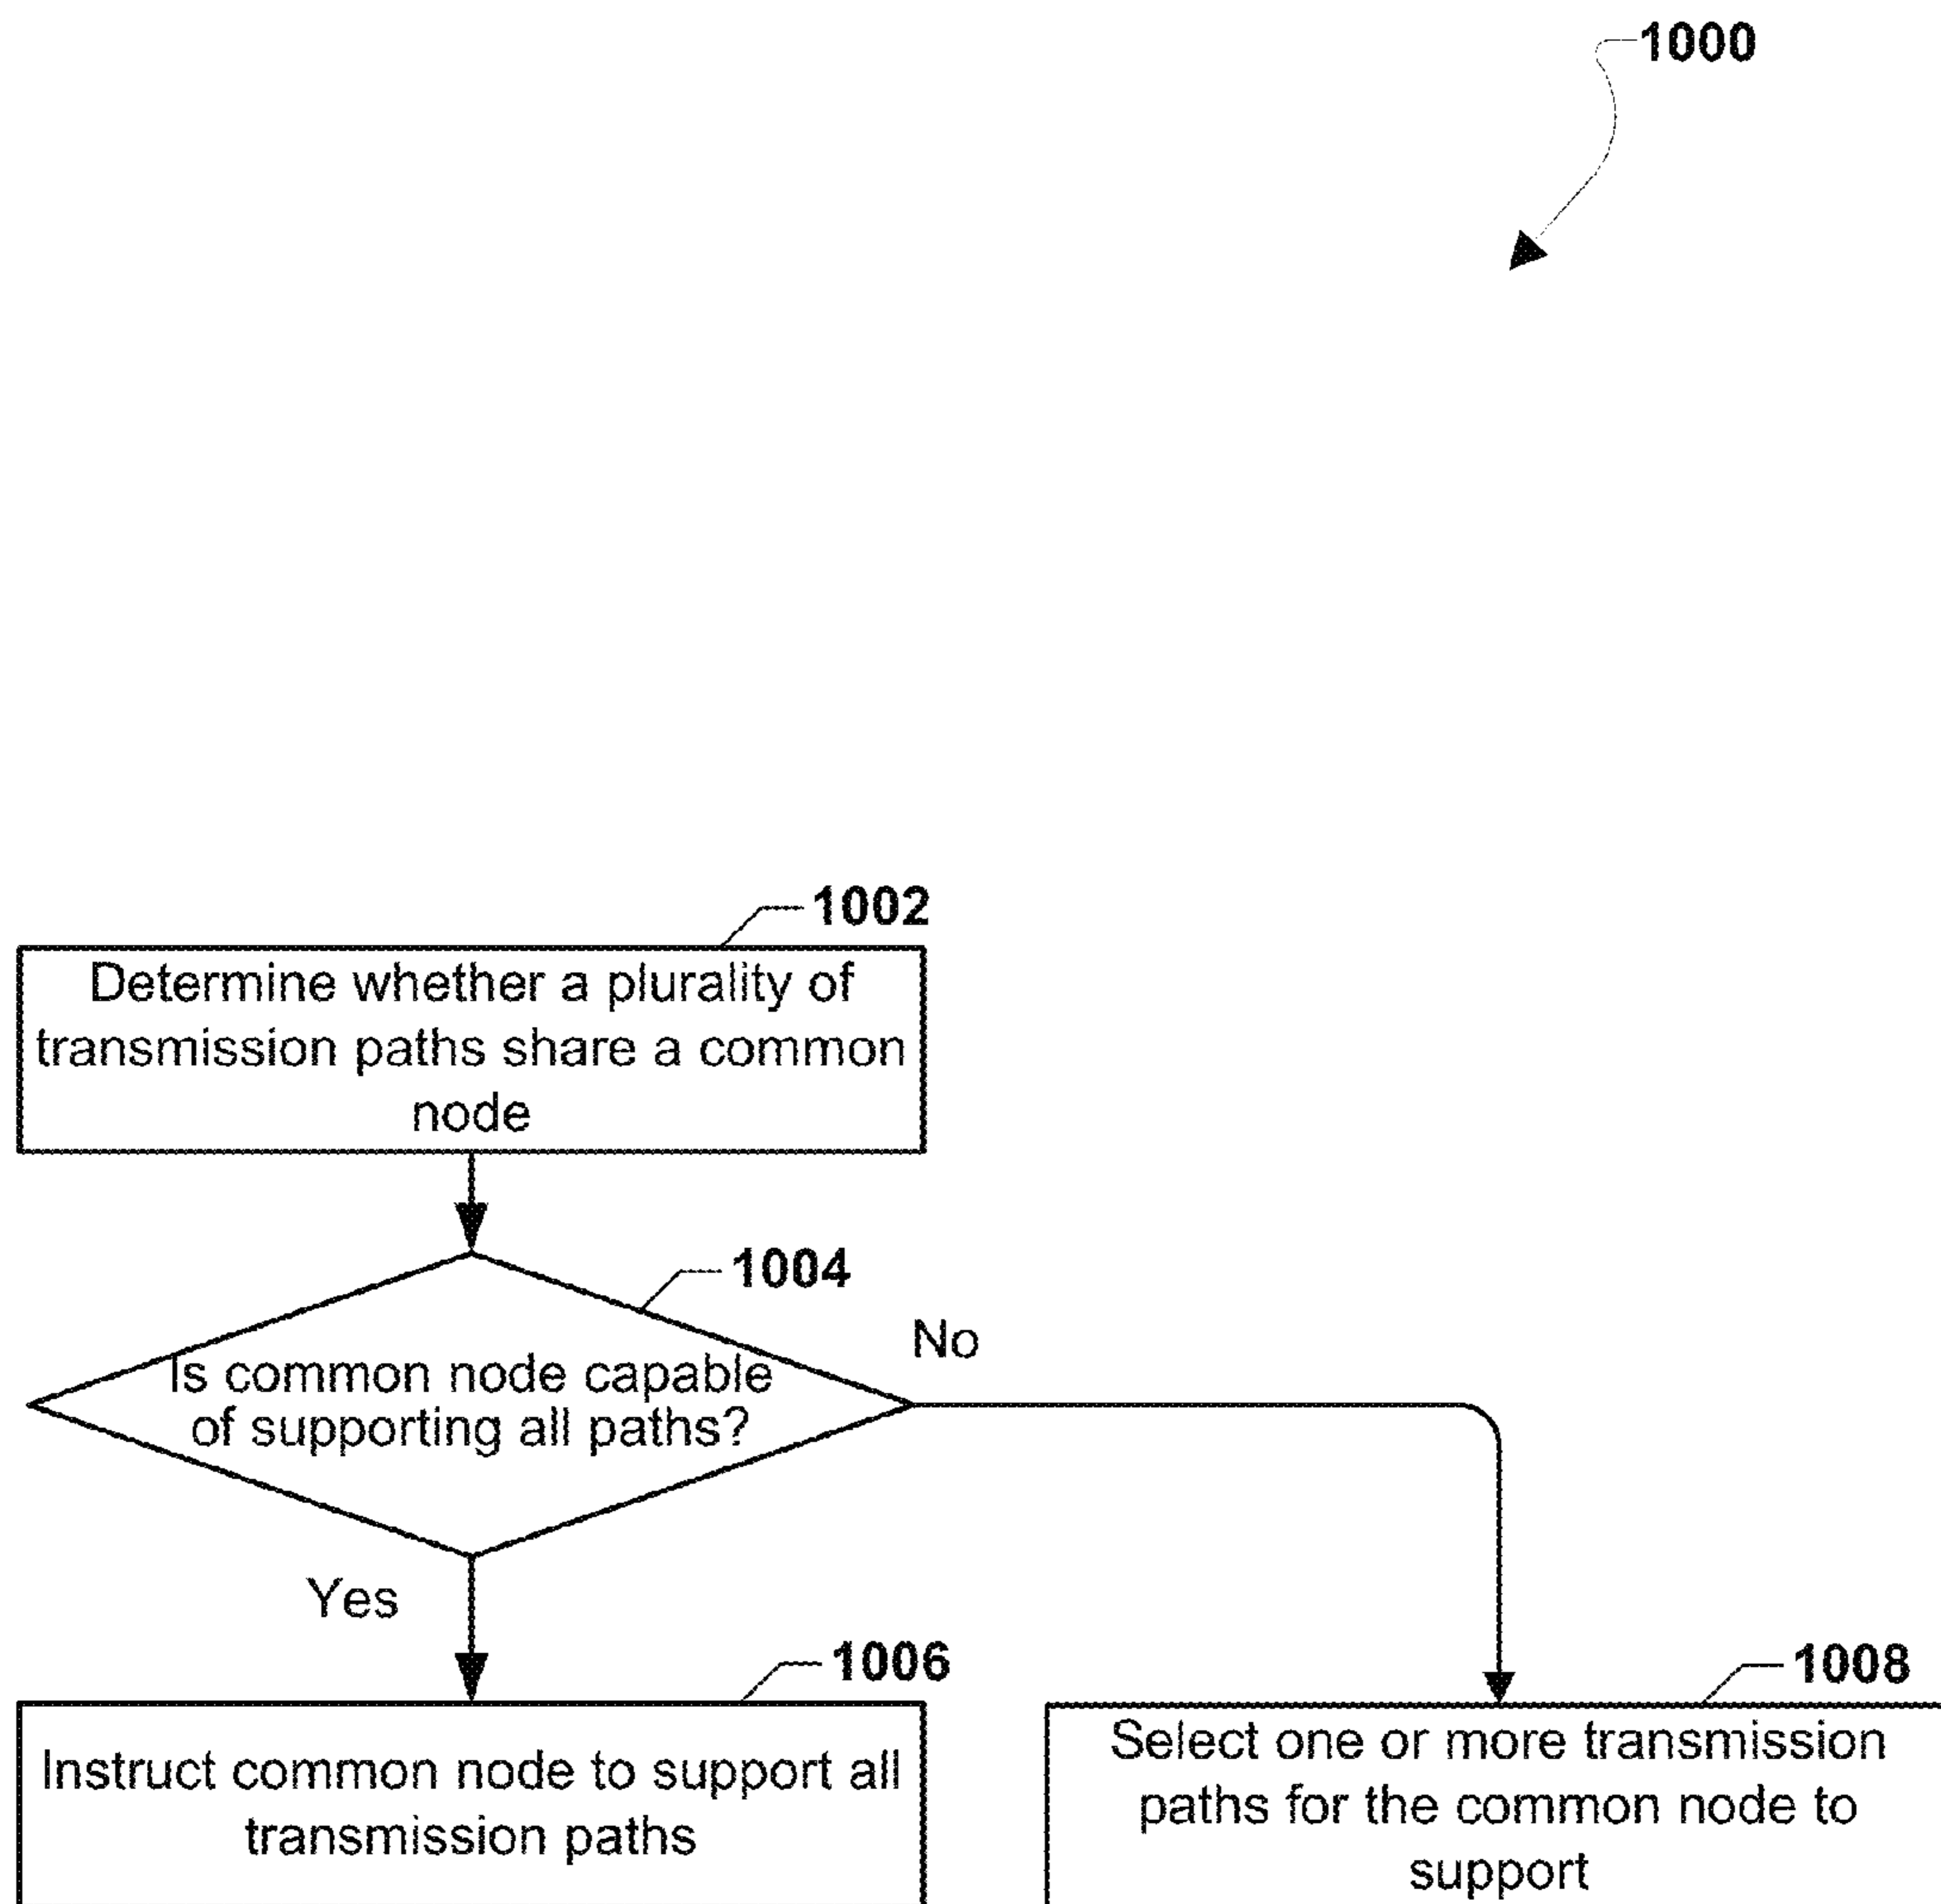 1000
1002
Determine whether a plurality of
transmission paths share a common
node
1004
Is common node capable
of supporting all paths?
No
Yes
1006
Instruct common node to support all
transmission paths
1008
Select one or more transmission
paths for the common node to
support